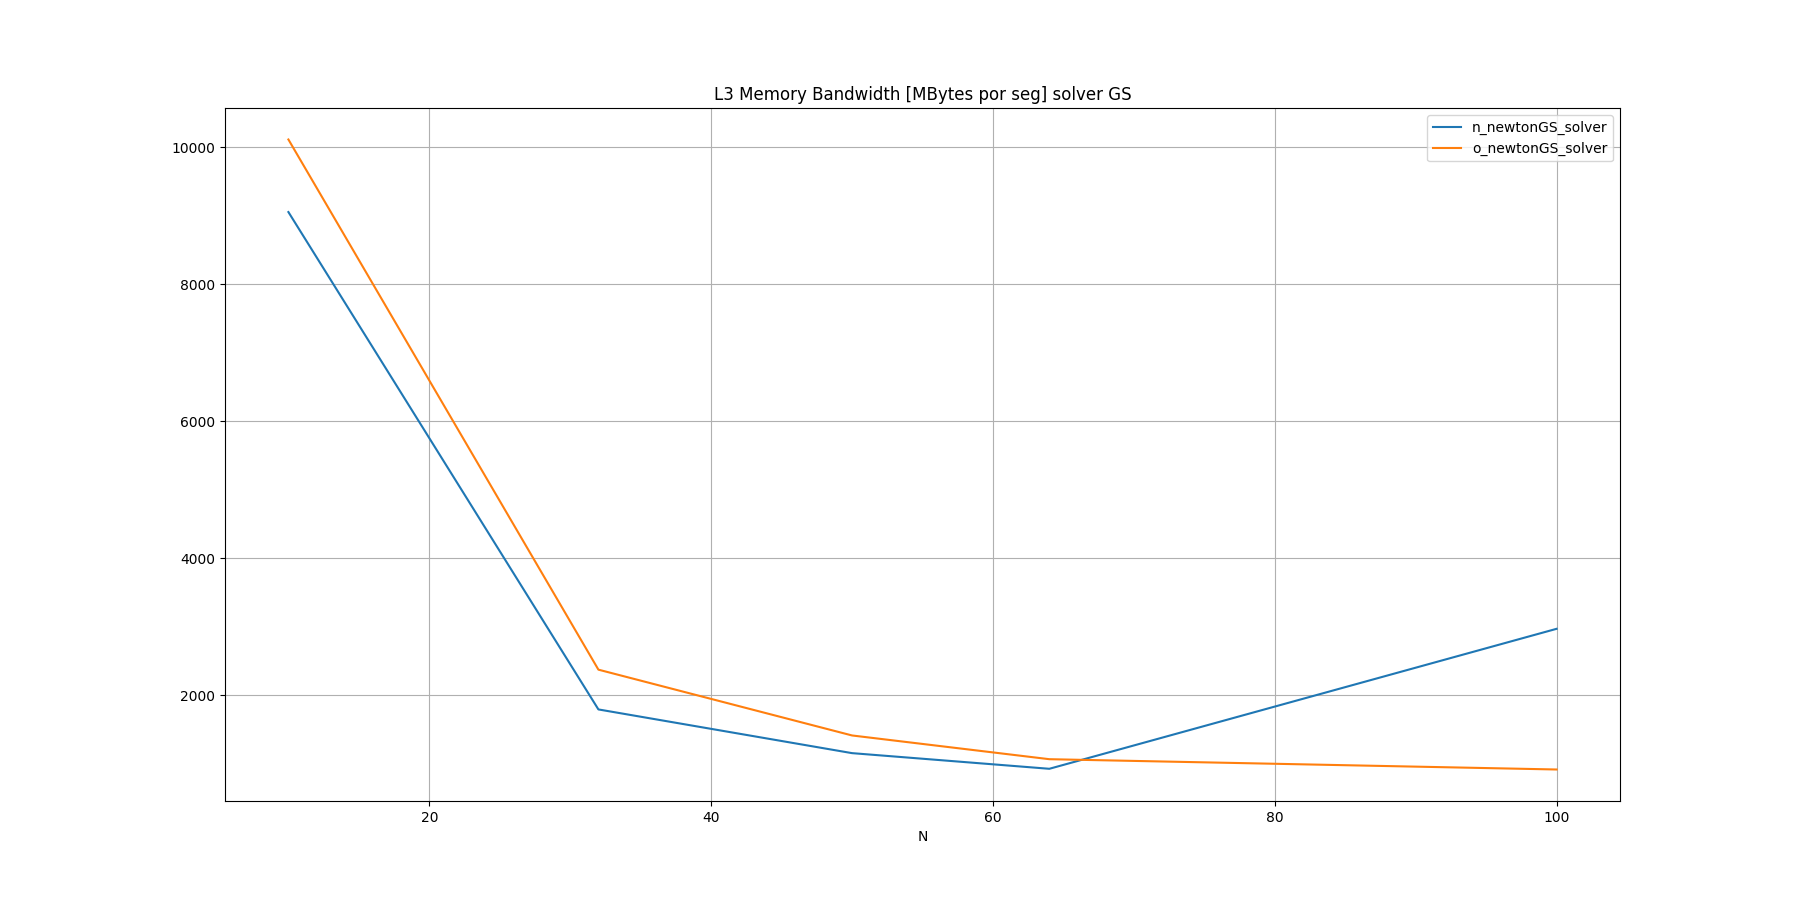 L3 Memory Bandwidth [MBytes por seg] solver GS
n_newtonGS_solver
o_newtonGS_solver
10000
8000
6000
4000
2000
20 40 60 80 100
N